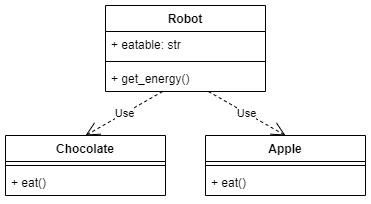 Robot
+ eatable: str
+ get_energy()
Use
Use
Chocolate
+ eat()
Apple
+ eat()